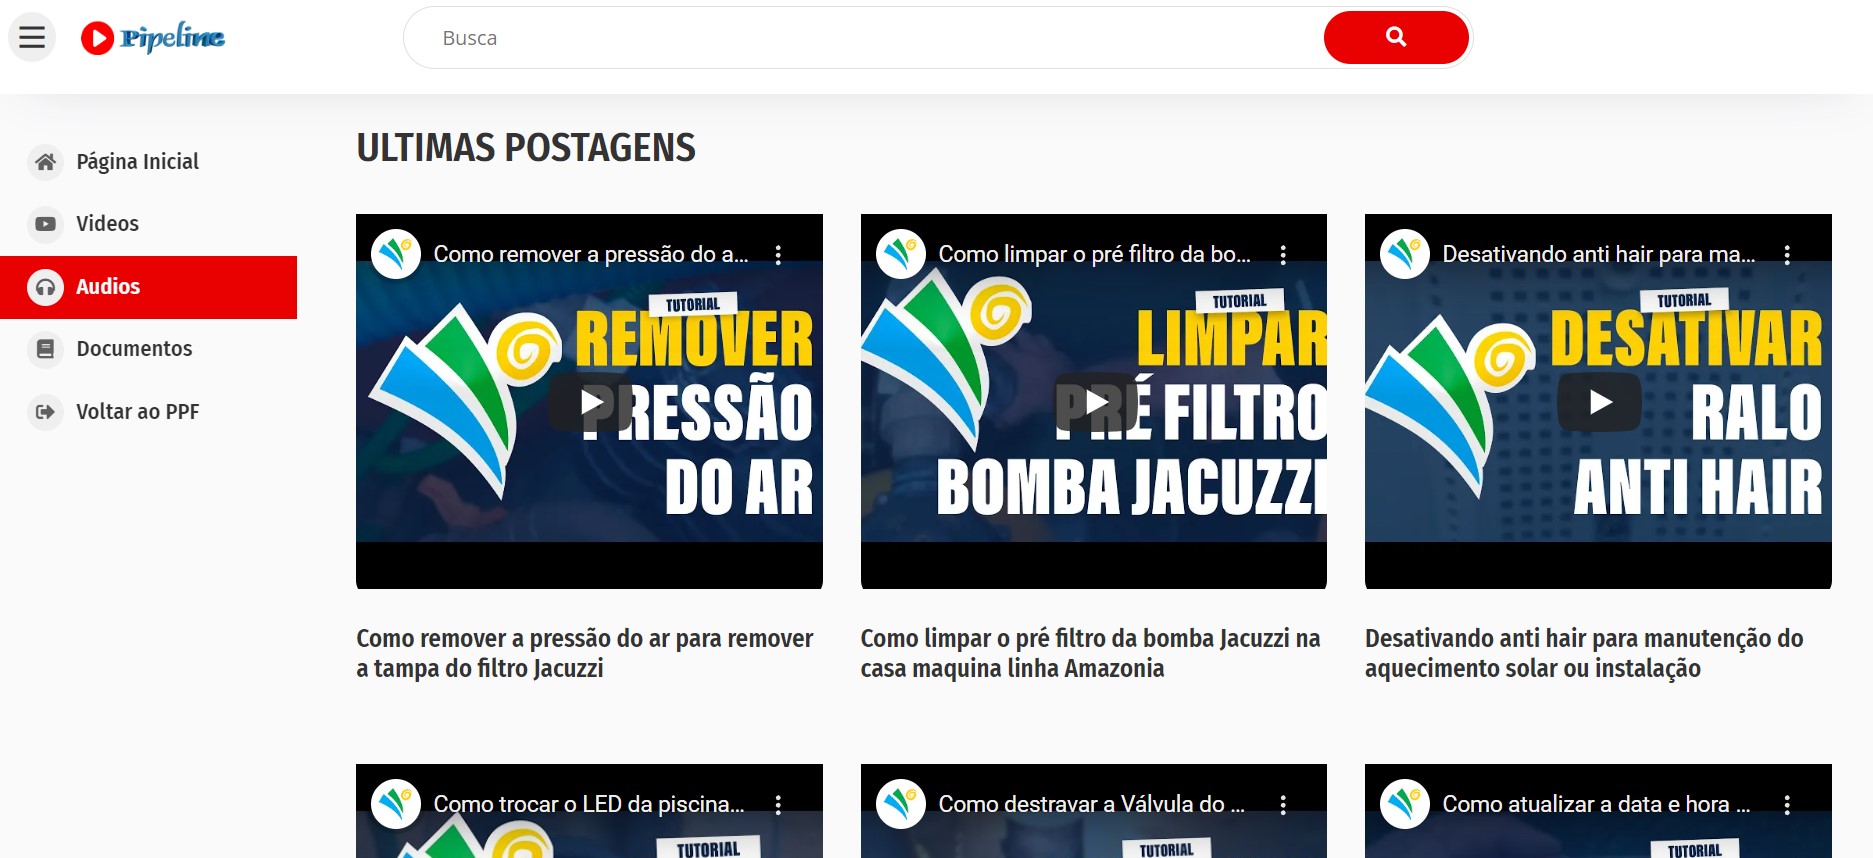 Pipeline
Busca
Página Inicial
Videos
Audios
Documentos
Voltar ao PPF
ULTIMAS POSTAGENS
Como remover a pressão do a...
TUTORIAL
REMOVER
PRESSÃO
DO AR
Como remover a pressão do ar para remover
a tampa do filtro Jacuzzi
Como limpar o pré filtro da bo...
TUTORIAL
LIMPAR
PRÉ FILTRO
BOMBA JACUZZI
Como limpar o pré filtro da bomba Jacuzzi na
casa maquina linha Amazonia
Desativando anti hair para ma...
TUTORIAL
DESATIVAR
RALO
ANTI HAIR
Desativando anti hair para manutenção do
aquecimento solar ou instalação
Como trocar o LED da piscina...
TUTORIAL
Como destravar a Válvula do ...
TUTORIAL
Como atualizar a data e hora ...
TUTORIAL